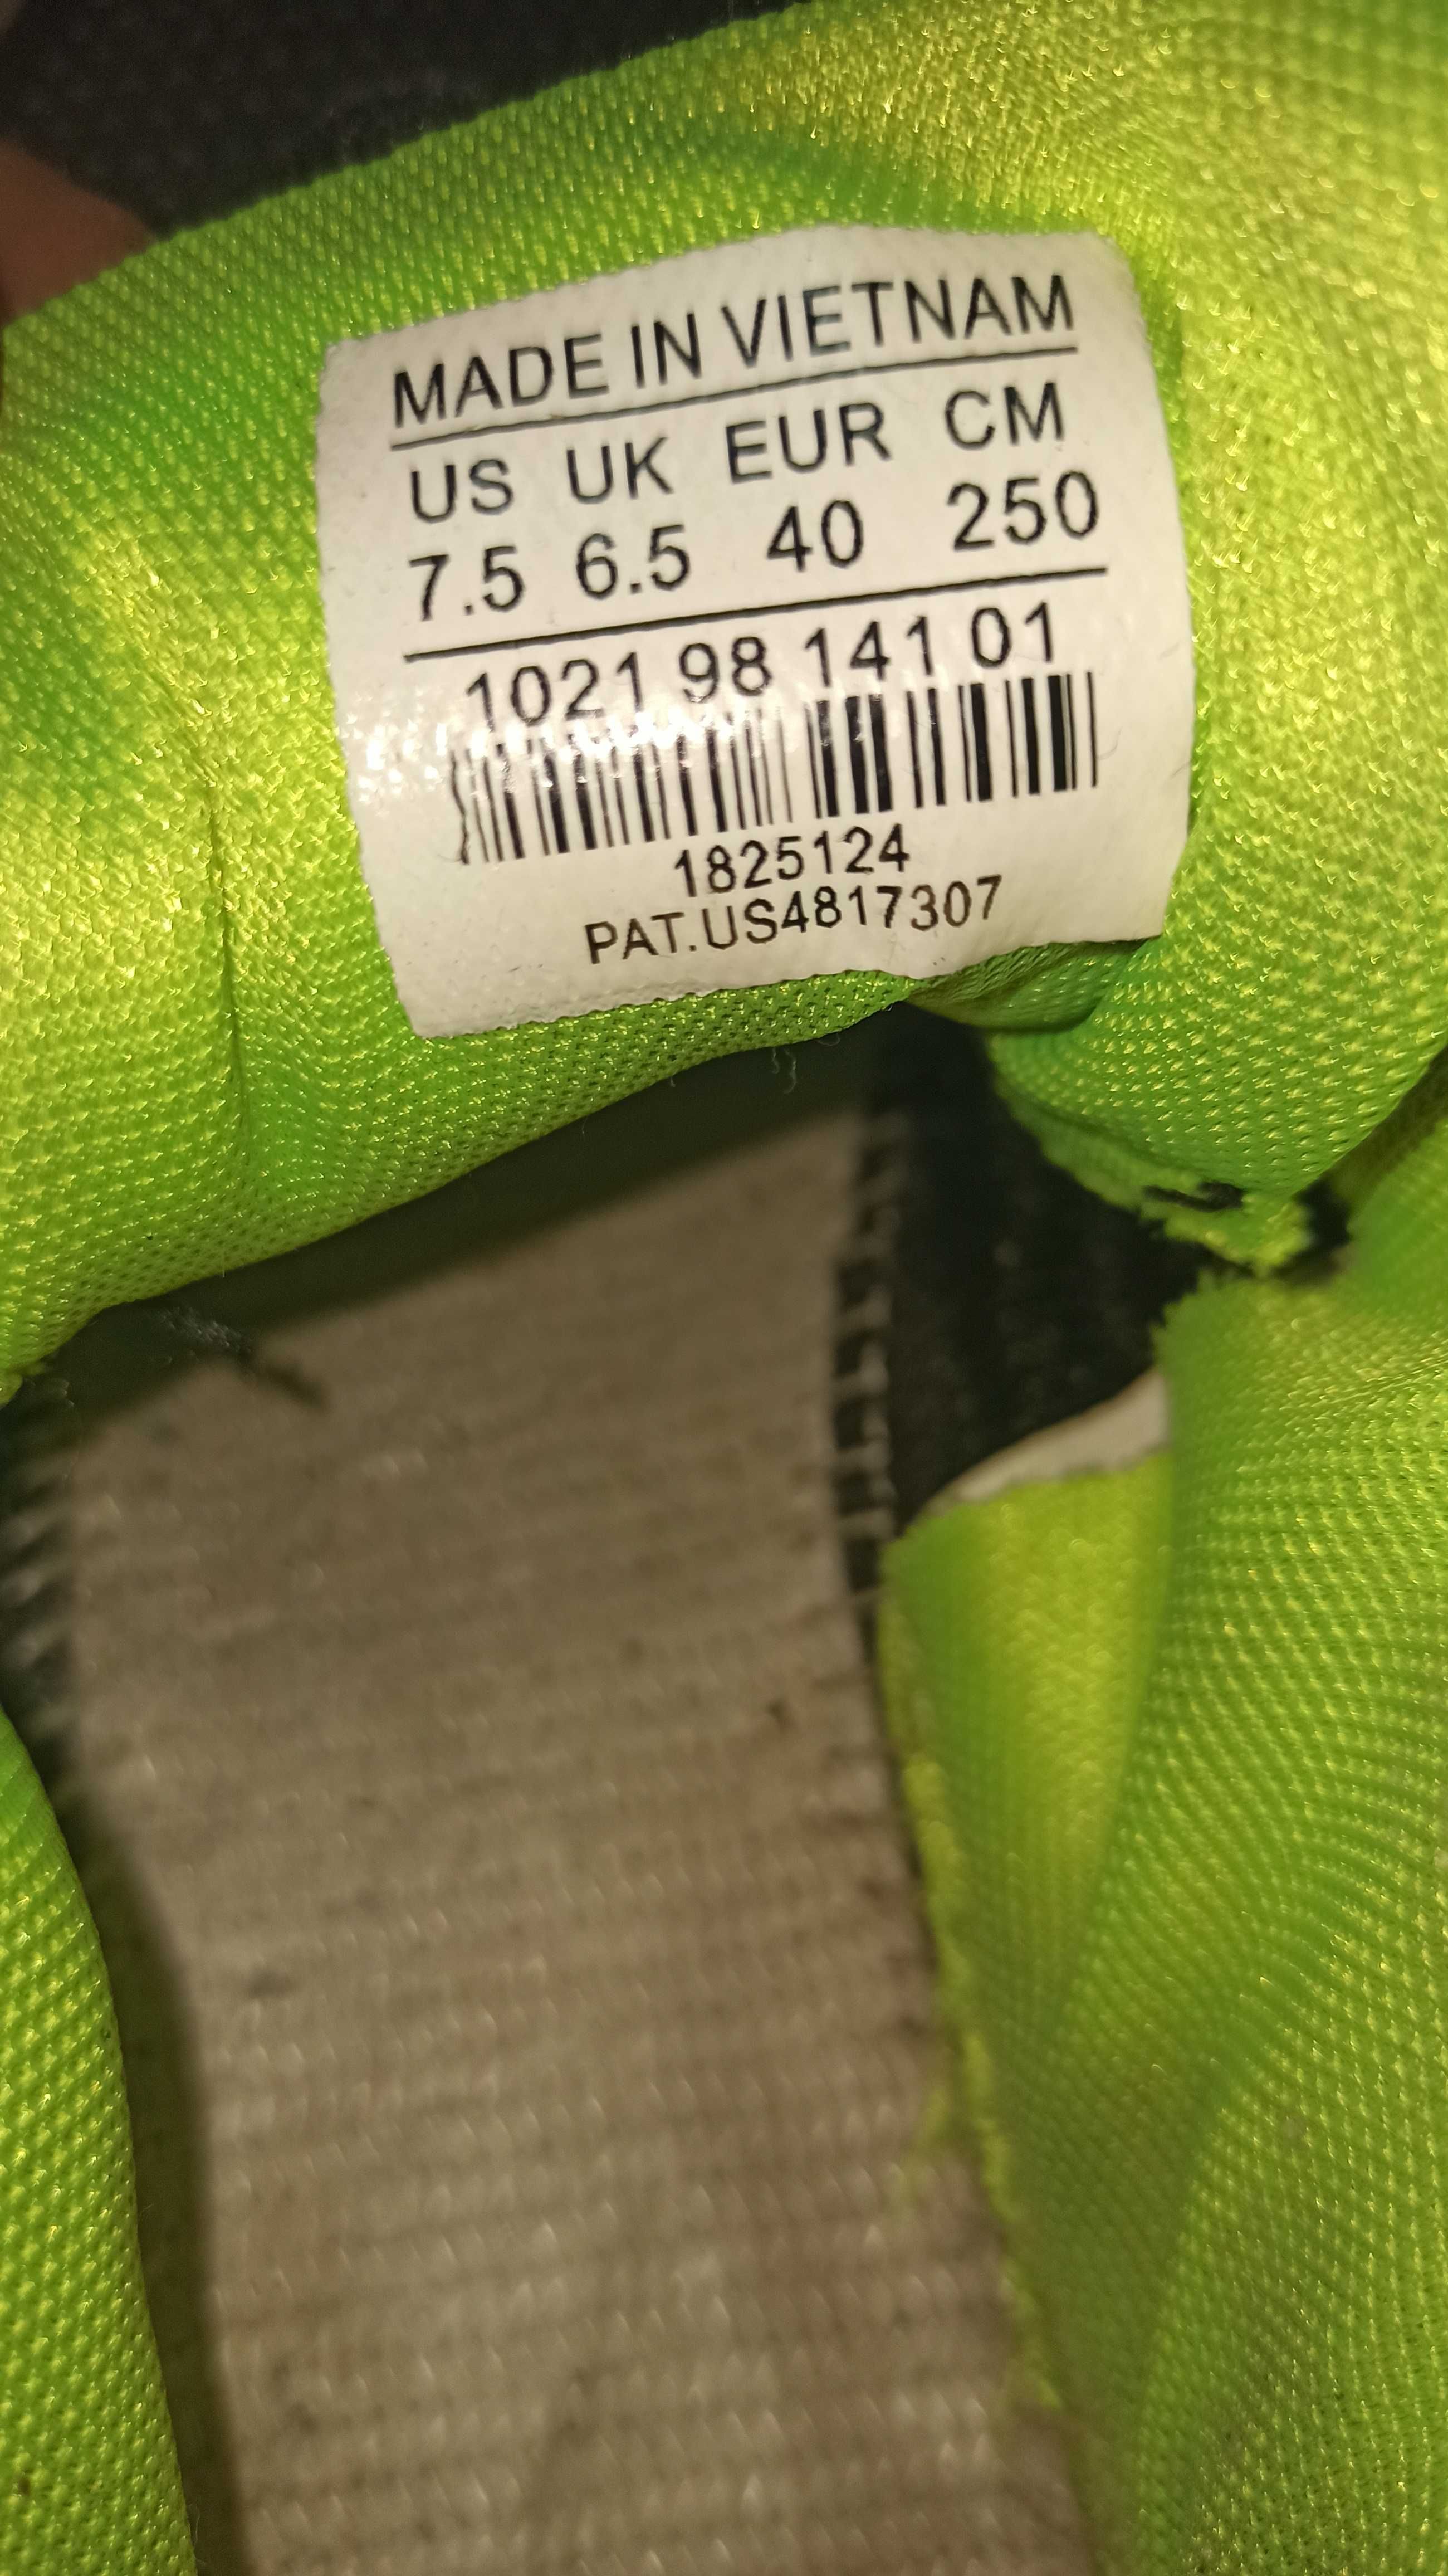 MADE IN VIETNAM
US UK EUR CM
7.5 6.5 40 250
1021 98 141 01
1825124
PAT.US4817307